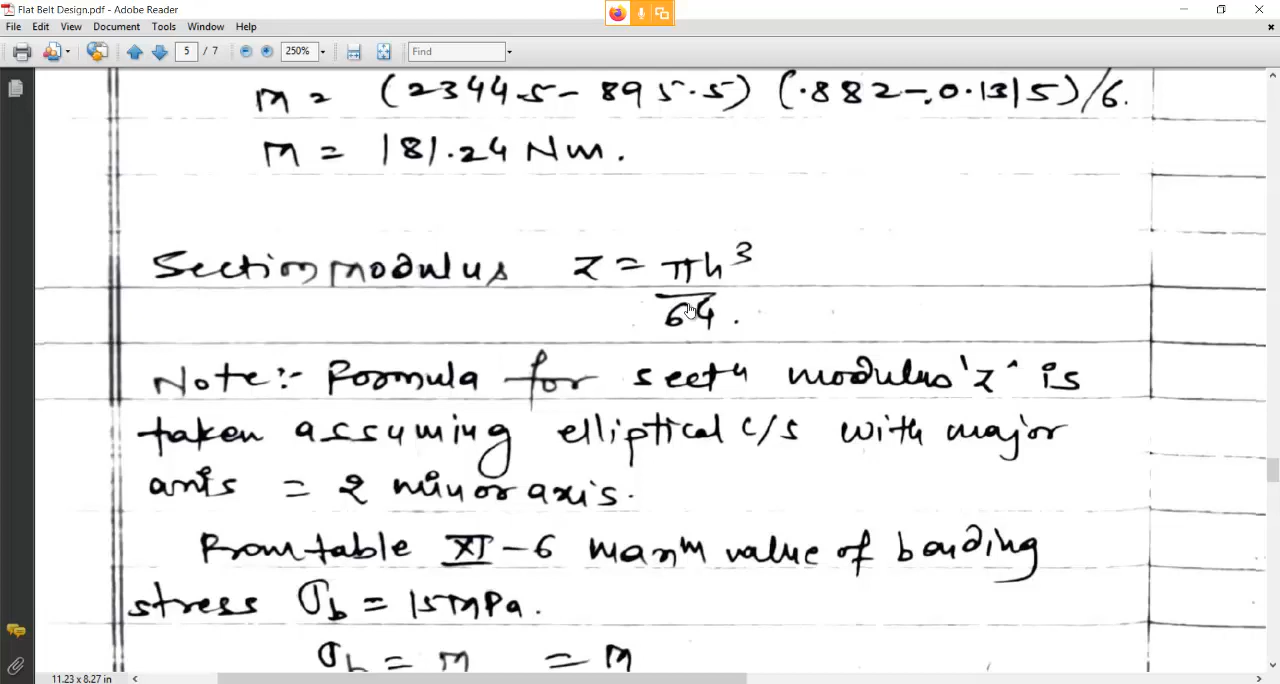 Flat Belt Design.pdf - Adobe Reader
File Edit View Document Tools Window Help
5 / 7 250% Find
M = (2344.5 - 895.5) (.882 - 0.1315)/6.
M = 181.24 Nm.
Section modulus Z = πh³
64.
Note:- Formula for sectn modulus 'Z' is
taken assuming elliptical c/s with major
axis = 2 minor axis.
From table XI-6 maxm value of bending
stress σb = 15 MPa.
σb = M = M
11.23 x 8.27 in